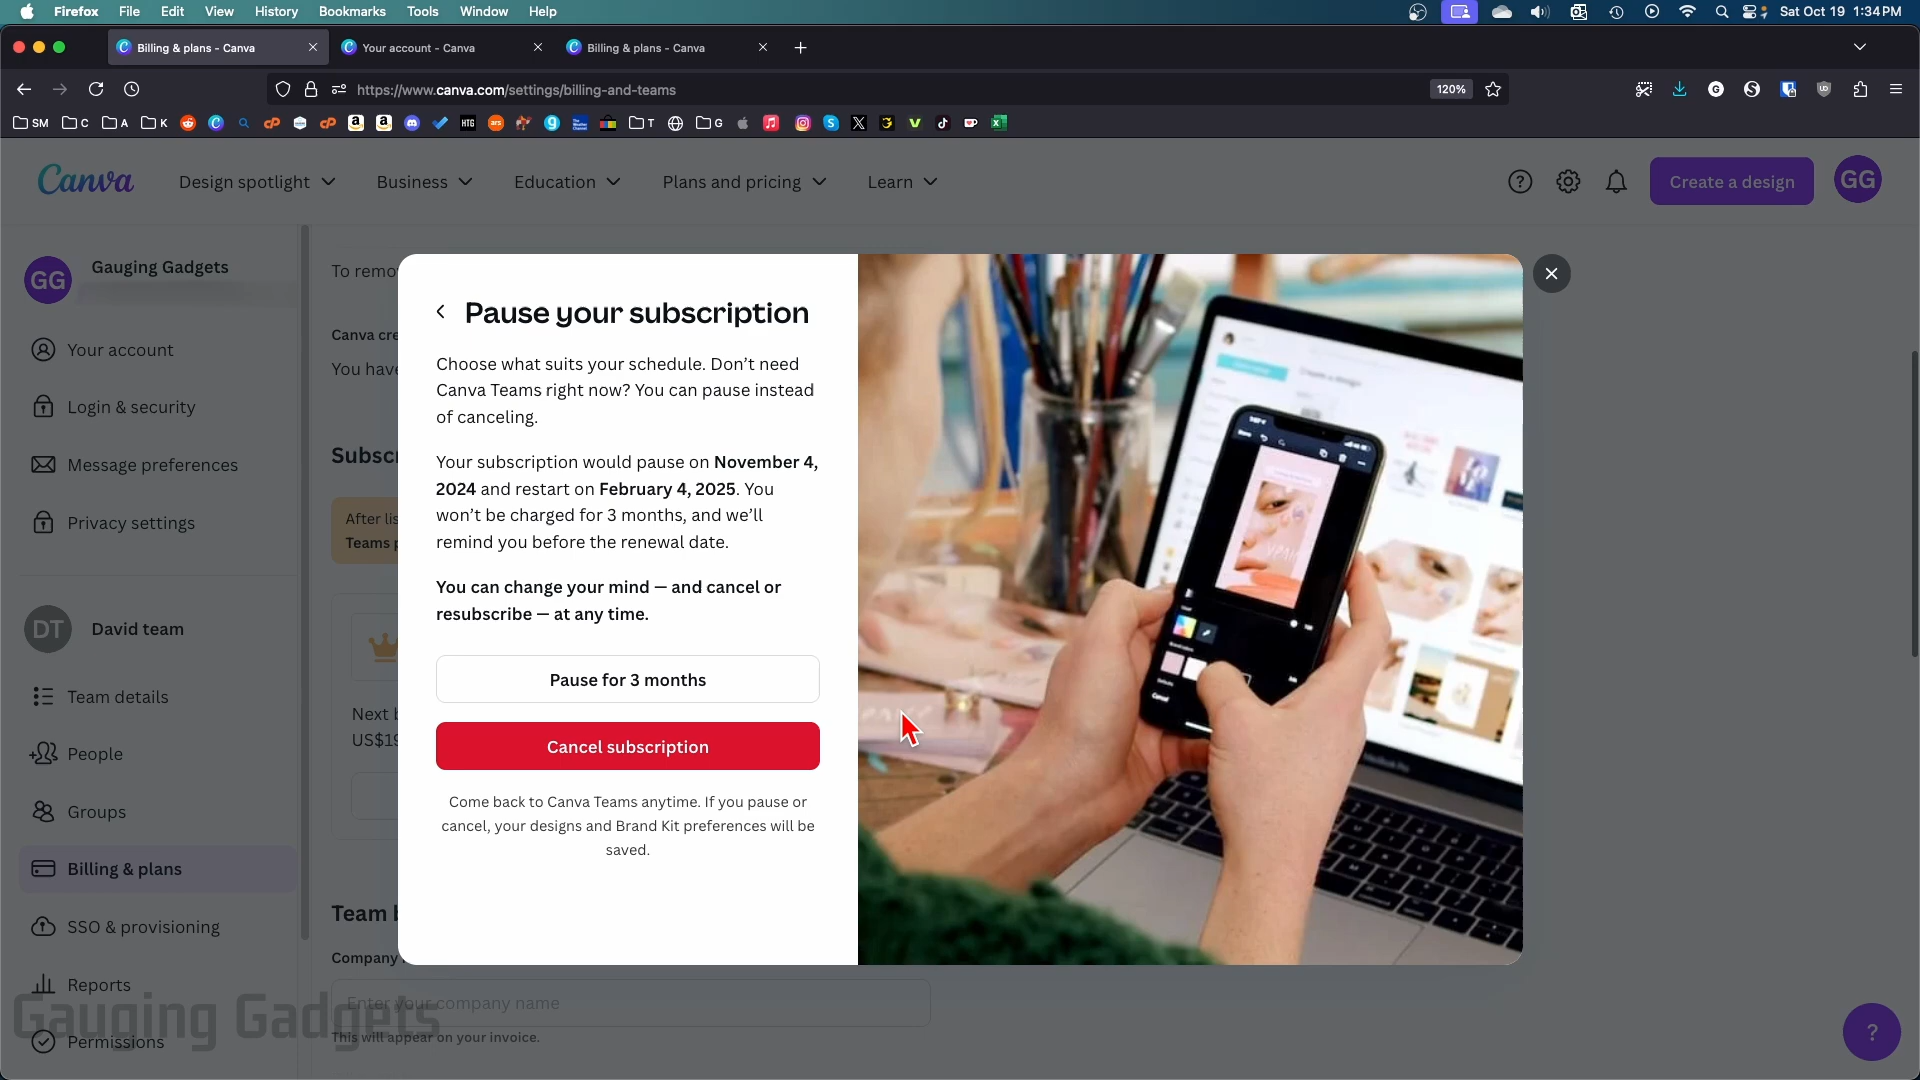 Firefox File Edit View History Bookmarks Tools Window Help
Sat Oct 19 1:34 PM
Billing & plans - Canva
Your account - Canva
Billing & plans - Canva
https://www.canva.com/settings/billing-and-teams
120%
SM C A K T G
Canva
Design spotlight
Business
Education
Plans and pricing
Learn
Create a design
GG
GG
Gauging Gadgets
Your account
Login & security
Message preferences
Privacy settings
DT
David team
Team details
People
Groups
Billing & plans
SSO & provisioning
Reports
Permissions
To remo
Canva cre
You have
Subscr
After lis
Teams p
Next b
US$19
Team b
Company
Enter your company name
This will appear on your invoice.
Pause your subscription
Choose what suits your schedule. Don’t need
Canva Teams right now? You can pause instead
of canceling.
Your subscription would pause on November 4,
2024 and restart on February 4, 2025. You
won’t be charged for 3 months, and we’ll
remind you before the renewal date.
You can change your mind — and cancel or
resubscribe — at any time.
Pause for 3 months
Cancel subscription
Come back to Canva Teams anytime. If you pause or
cancel, your designs and Brand Kit preferences will be
saved.
Gauging Gadgets
?